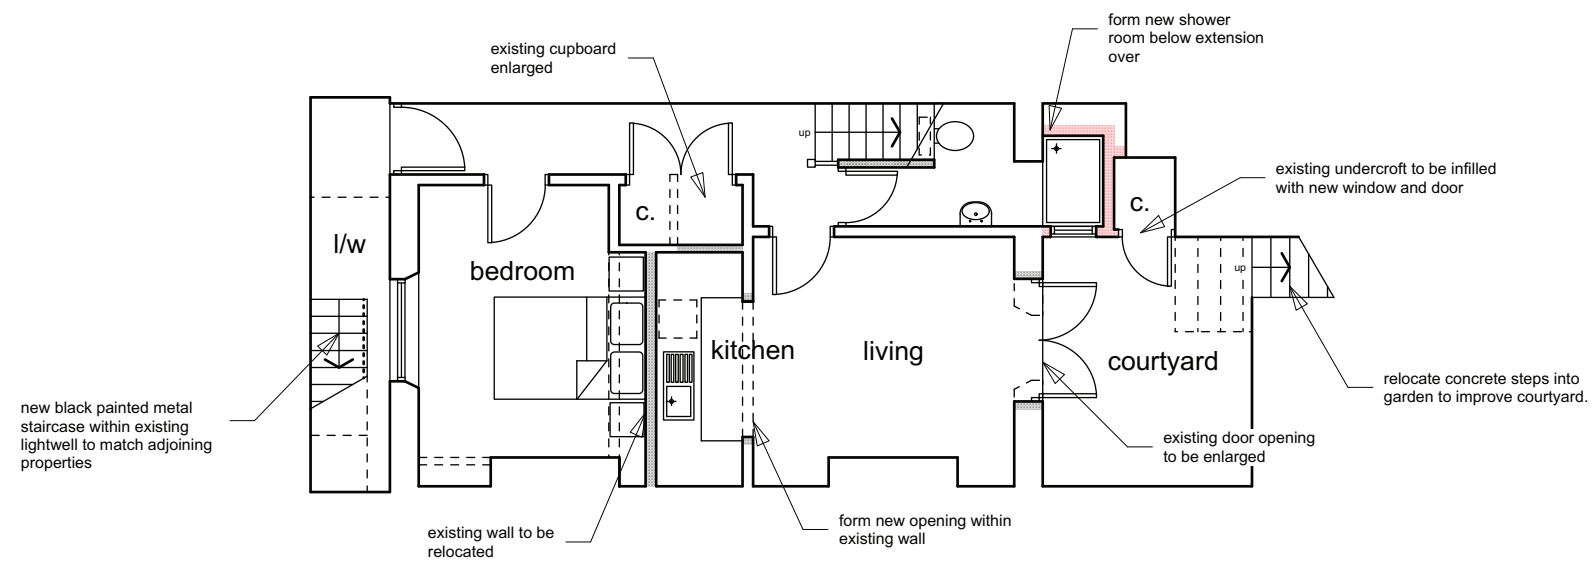 form new shower
room below extension
over
existing cupboard
enlarged
up
existing undercroft to be infilled
with new window and door
c.
c.
l/w
bedroom
up
kitchen
living
courtyard
relocate concrete steps into
garden to improve courtyard.
new black painted metal
staircase within existing
lightwell to match adjoining
properties
existing door opening
to be enlarged
form new opening within
existing wall
existing wall to be
relocated